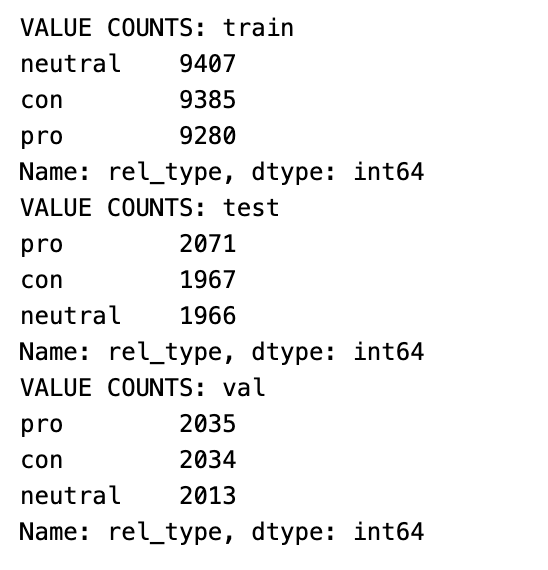 VALUE COUNTS: train
neutral    9407
con        9385
pro        9280
Name: rel_type, dtype: int64
VALUE COUNTS: test
pro        2071
con        1967
neutral    1966
Name: rel_type, dtype: int64
VALUE COUNTS: val
pro        2035
con        2034
neutral    2013
Name: rel_type, dtype: int64